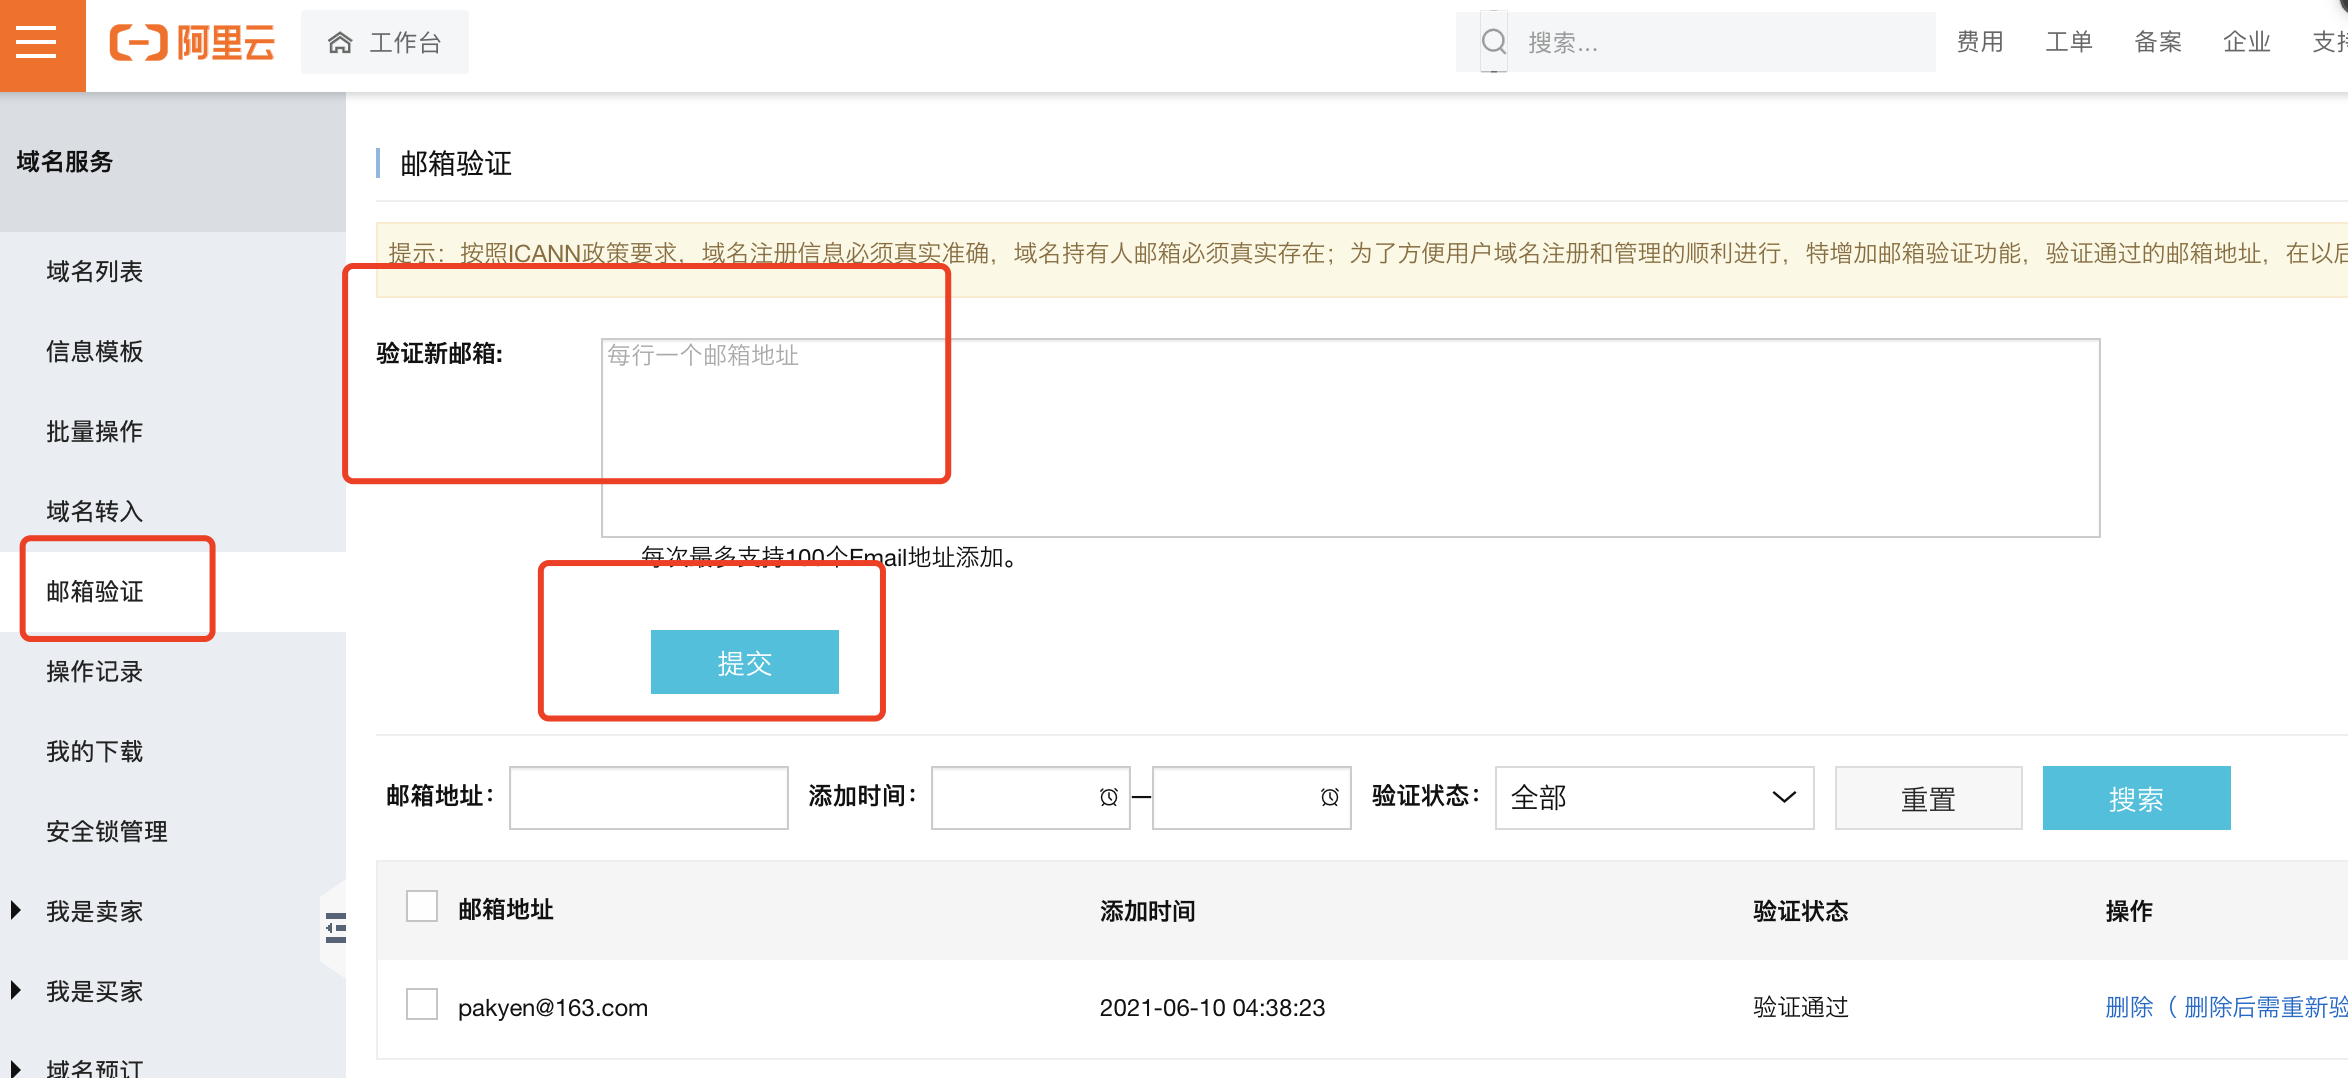 阿里云
工作台
搜索...
费用
工单
备案
企业
支持
域名服务
域名列表
信息模板
批量操作
域名转入
邮箱验证
操作记录
我的下载
安全锁管理
我是卖家
我是买家
域名预订
邮箱验证
提示：按照ICANN政策要求，域名注册信息必须真实准确，域名持有人邮箱必须真实存在；为了方便用户域名注册和管理的顺利进行，特增加邮箱验证功能，验证通过的邮箱地址，在以后
验证新邮箱:
每行一个邮箱地址
每次最多支持100个Email地址添加。
提交
邮箱地址：
添加时间：
—
验证状态：
全部
重置
搜索
邮箱地址 添加时间 验证状态 操作
pakyen@163.com 2021-06-10 04:38:23 验证通过 删除（ 删除后需重新验